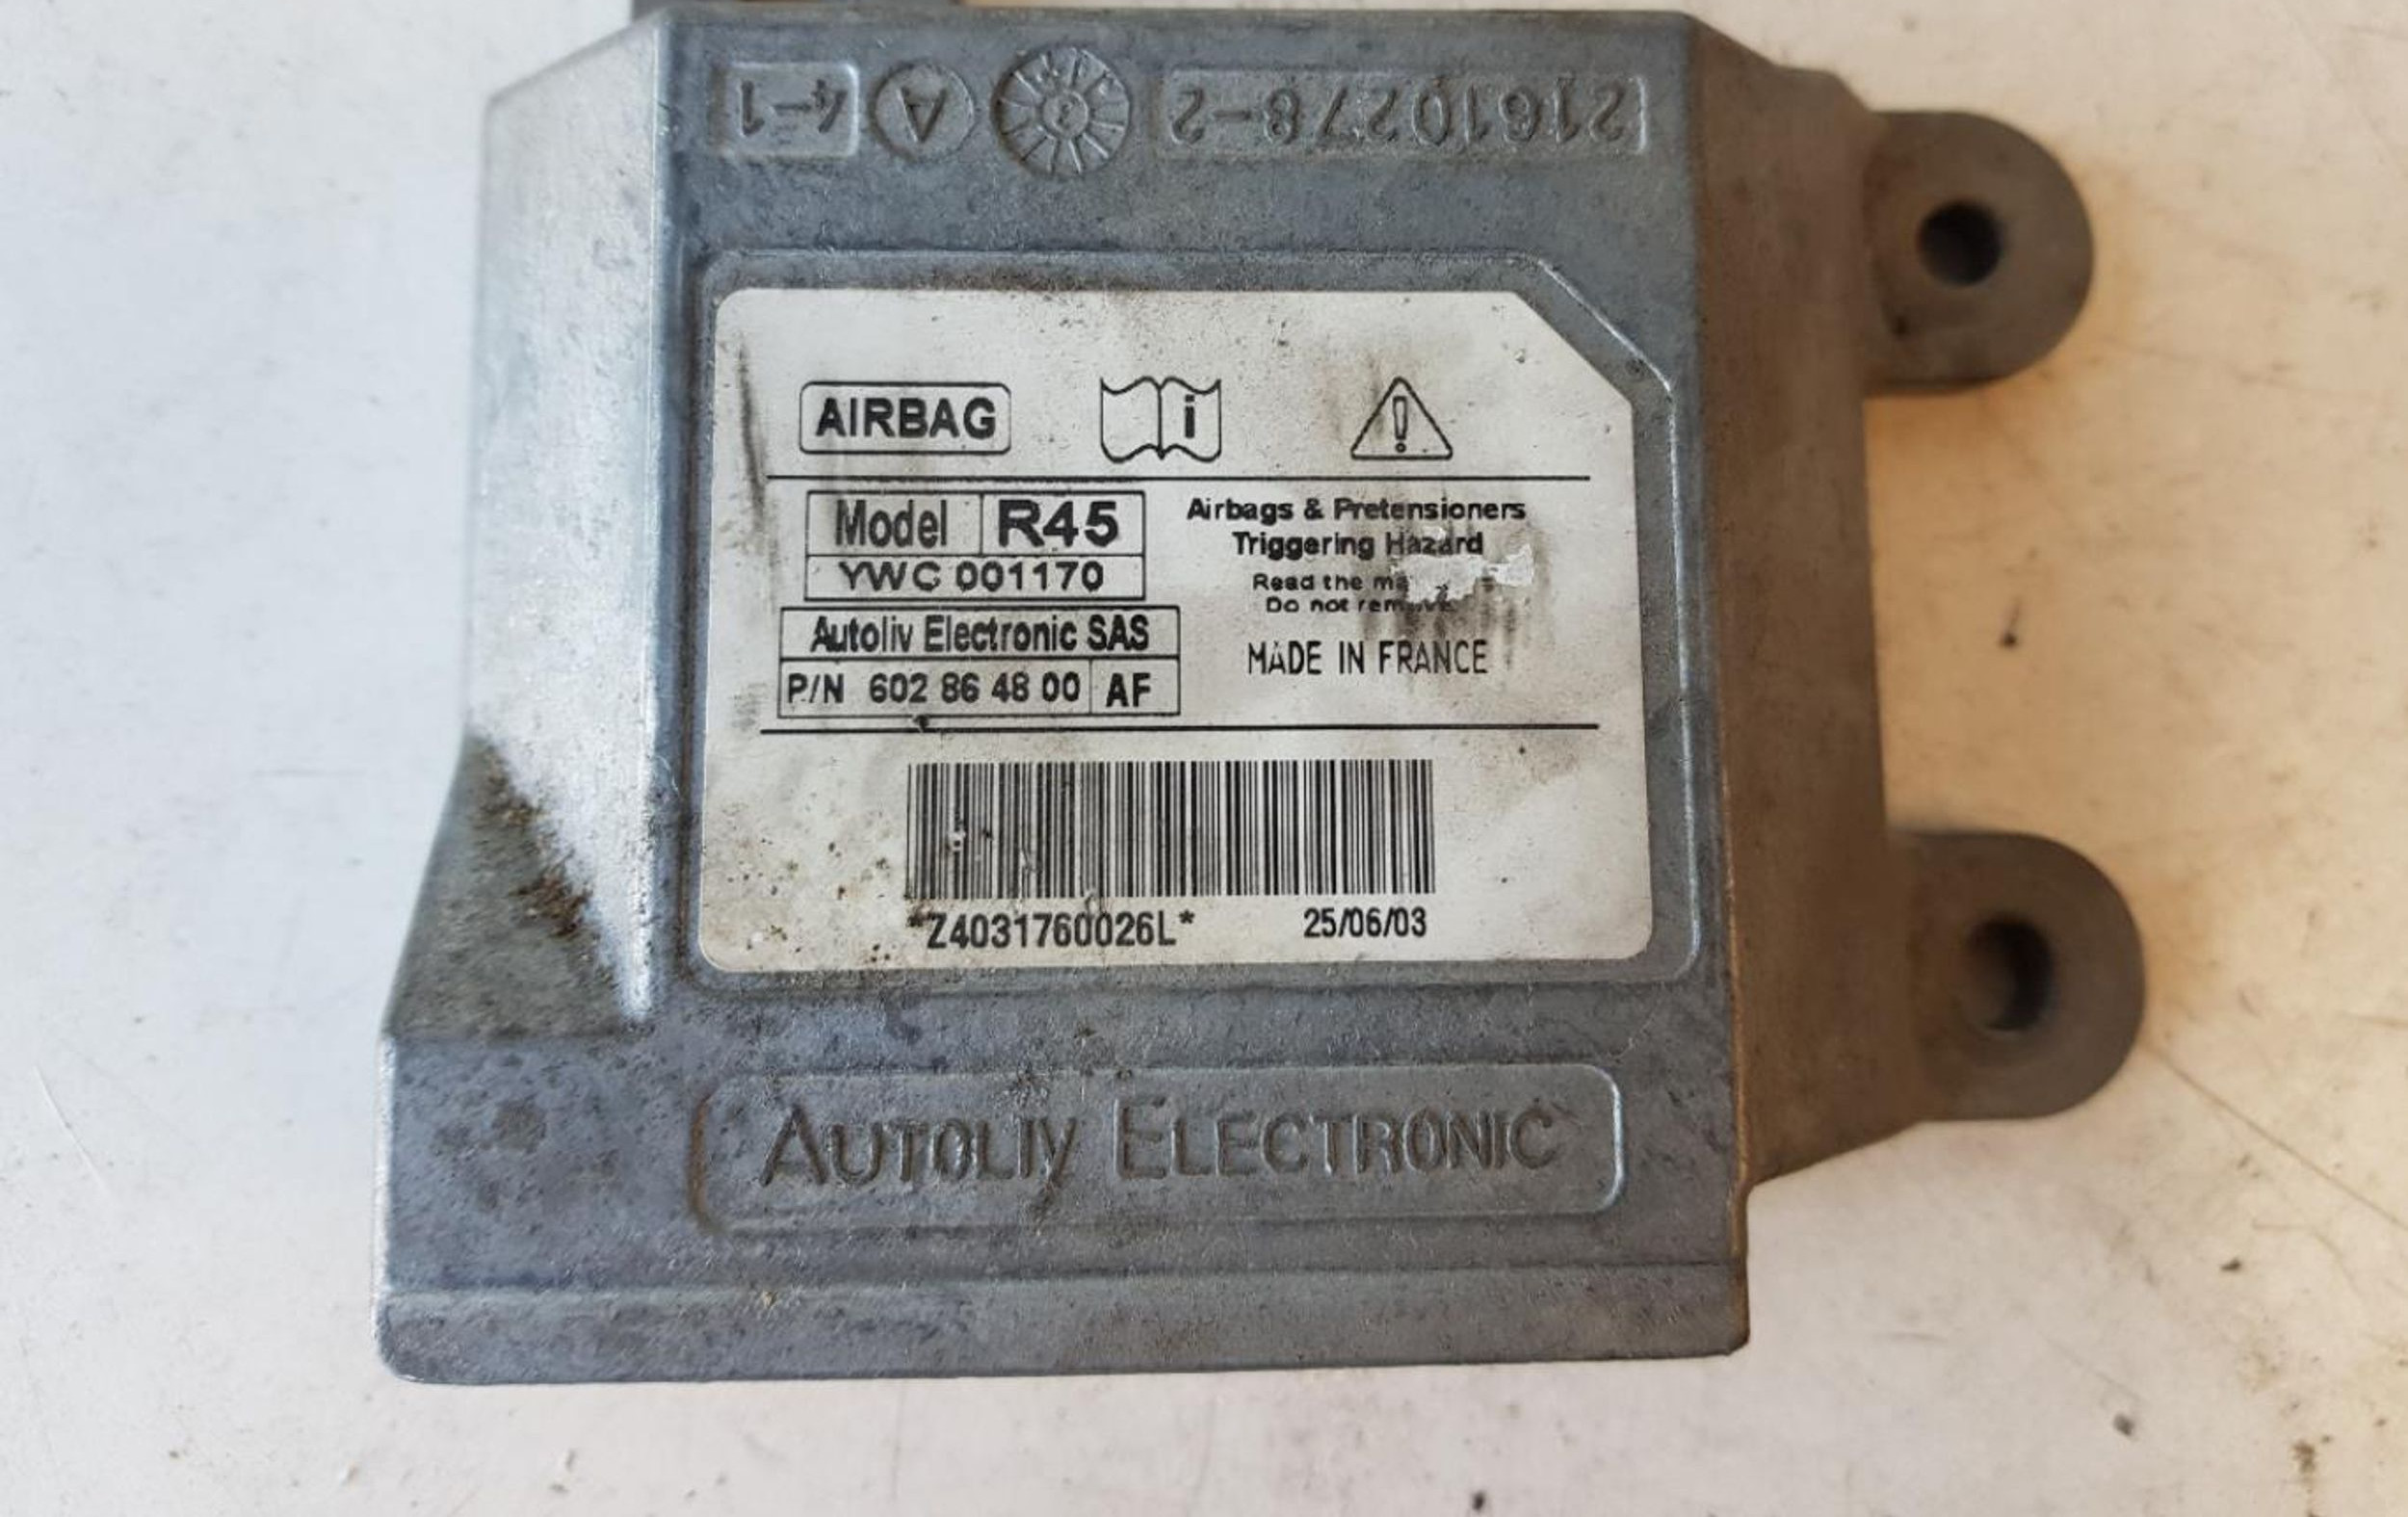 4-1 A 2 21610278-2
AIRBAG i !
Model R45
YWC 001170
Autoliv Electronic SAS
P/N 602 86 48 00 AF
Airbags & Pretensioners
Triggering Hazard
Read the
Do not
MADE IN FRANCE
*Z4031760026L* 25/06/03
AUTOLIV ELECTRONIC